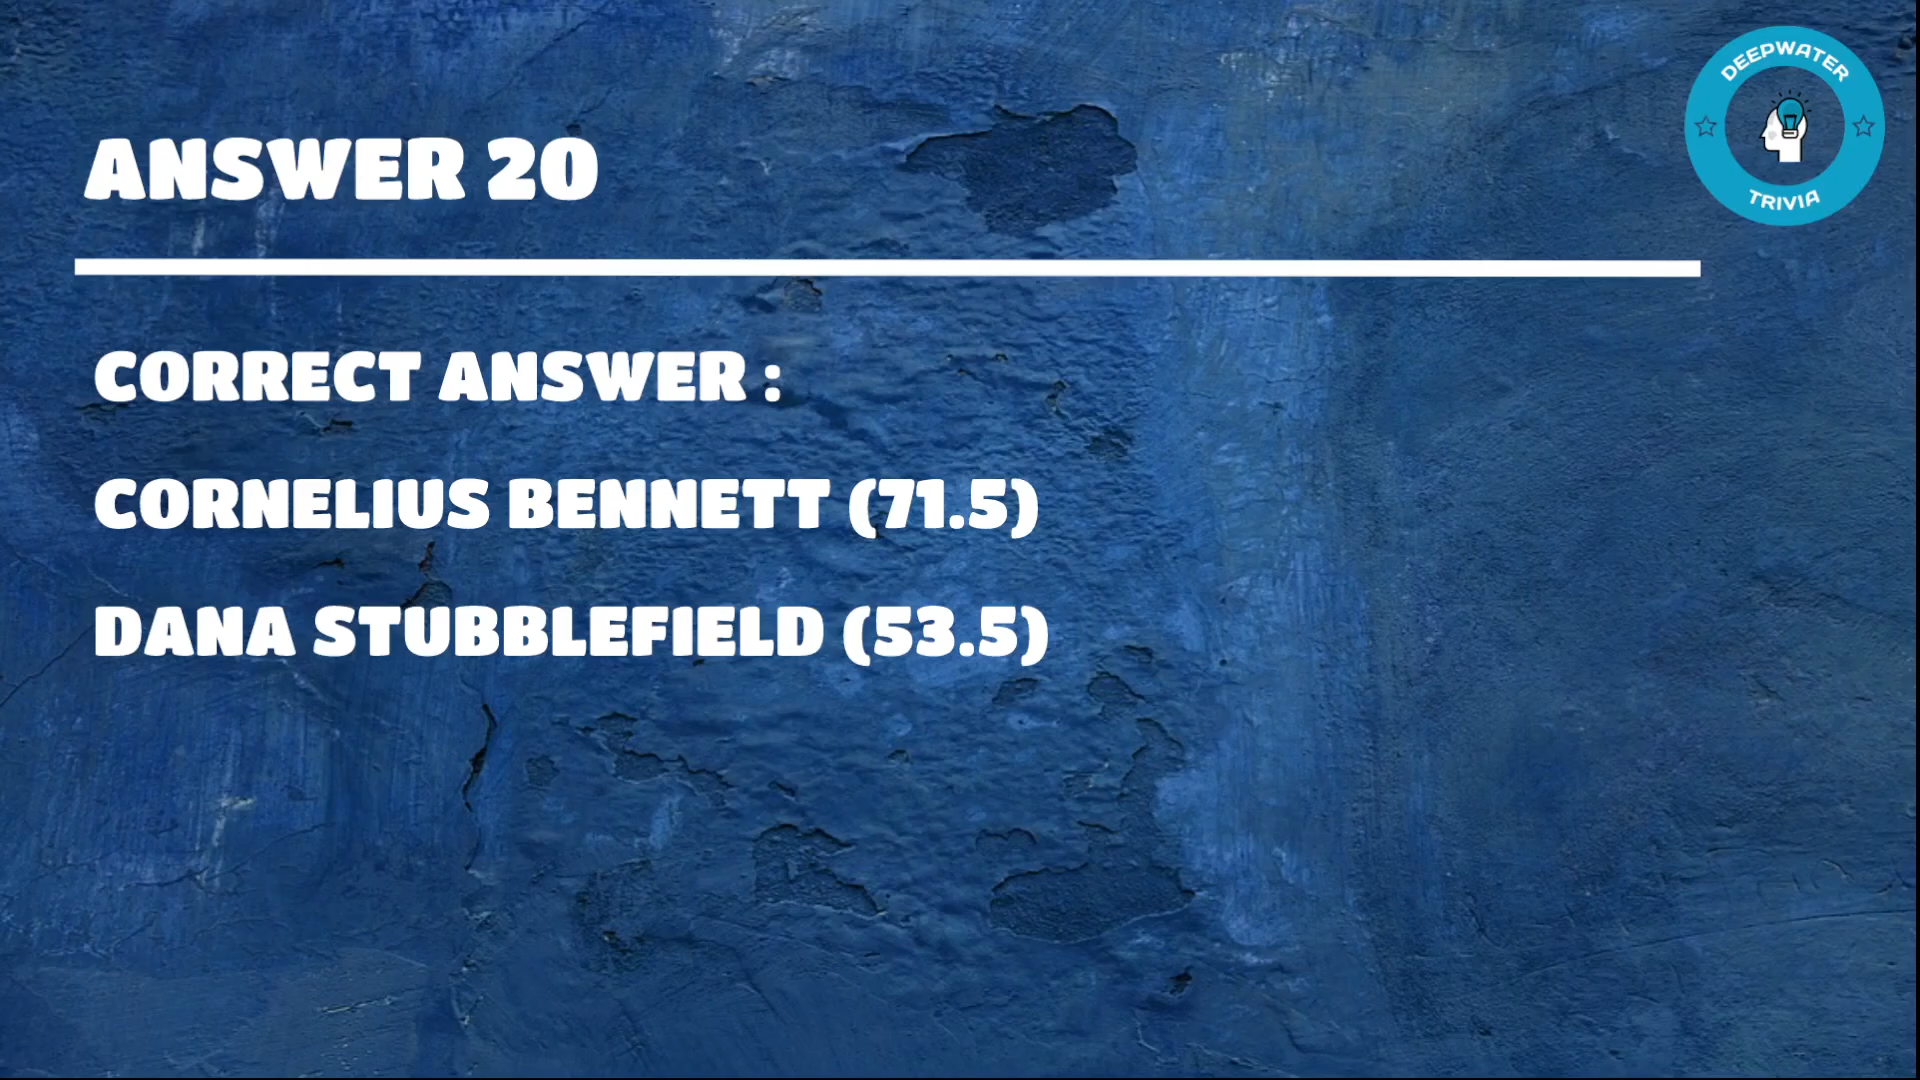 DEEPWATER
TRIVIA
ANSWER 20
CORRECT ANSWER :
CORNELIUS BENNETT (71.5)
DANA STUBBLEFIELD (53.5)